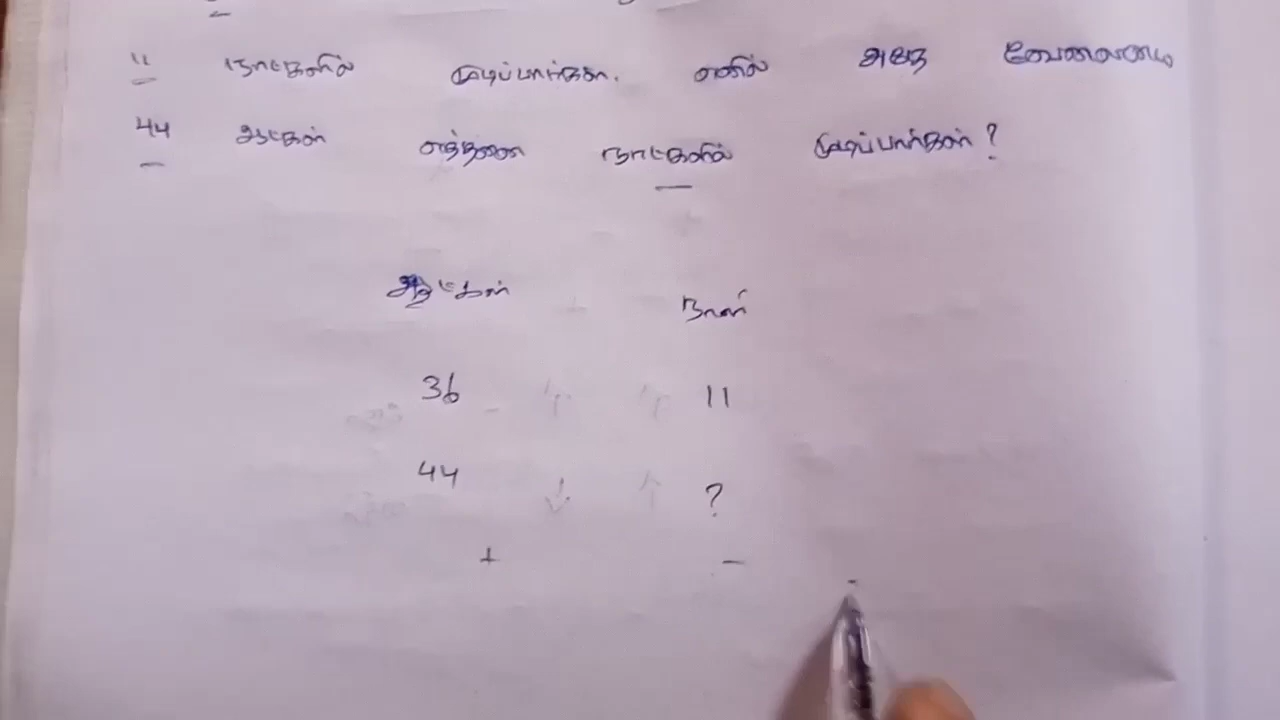 11 நாட்களில் முடிப்பார்கள். எனில் அதே வேலையை
44 ஆட்கள் எத்தனை நாட்களில் முடிப்பார்கள்?
ஆட்கள் நாள்
36 11
44 ?
+ -